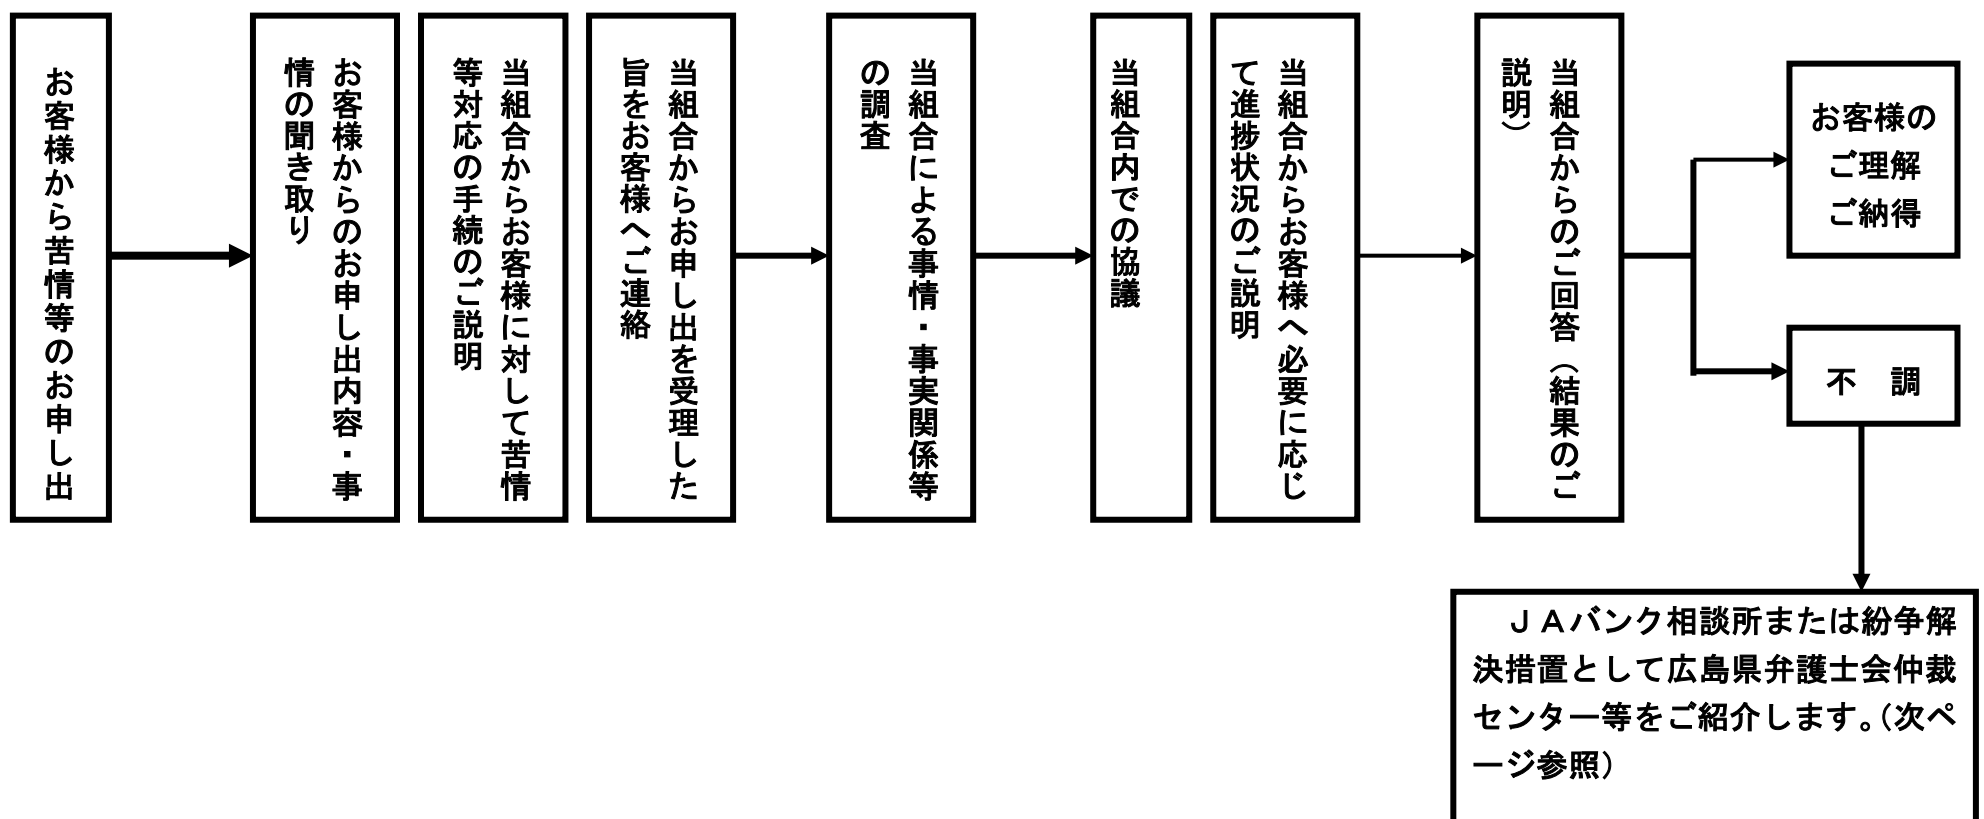 お客様から苦情等のお申し出
お客様からのお申し出内容・事
情の聞き取り
当組合からお客様に対して苦情
等対応の手続のご説明
当組合からお申し出を受理した
旨をお客様へご連絡
当組合による事情・事実関係等
の調査
当組合内での協議
当組合からお客様へ必要に応じ
て進捗状況のご説明
当組合からのご回答（結果のご
説明）
お客様の
ご理解
ご納得
不　調
ＪＡバンク相談所または紛争解
決措置として広島県弁護士会仲裁
センター等をご紹介します。（次ペ
ージ参照）